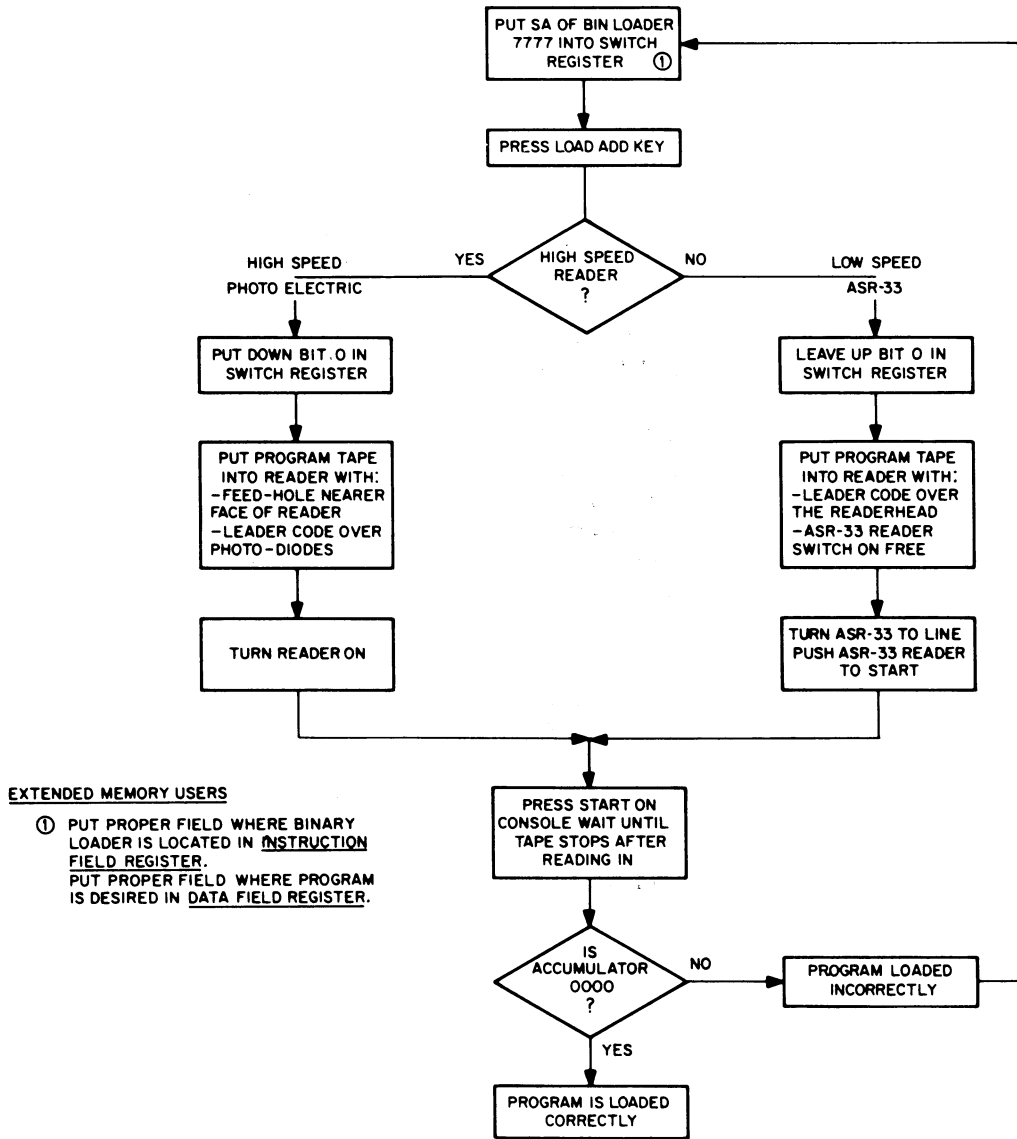 PUT SA OF BIN LOADER
7777 INTO SWITCH
REGISTER ①
PRESS LOAD ADD KEY
HIGH SPEED
READER
?
YES
NO
HIGH SPEED
PHOTO ELECTRIC
LOW SPEED
ASR-33
PUT DOWN BIT.0 IN
SWITCH REGISTER
LEAVE UP BIT 0 IN
SWITCH REGISTER
PUT PROGRAM TAPE
INTO READER WITH:
-FEED-HOLE NEARER
FACE OF READER
-LEADER CODE OVER
PHOTO-DIODES
PUT PROGRAM TAPE
INTO READER WITH:
-LEADER CODE OVER
THE READERHEAD
-ASR-33 READER
SWITCH ON FREE
TURN READER ON
TURN ASR-33 TO LINE
PUSH ASR-33 READER
TO START
EXTENDED MEMORY USERS
① PUT PROPER FIELD WHERE BINARY
LOADER IS LOCATED IN INSTRUCTION
FIELD REGISTER.
PUT PROPER FIELD WHERE PROGRAM
IS DESIRED IN DATA FIELD REGISTER.
PRESS START ON
CONSOLE WAIT UNTIL
TAPE STOPS AFTER
READING IN
IS
ACCUMULATOR
0000
?
NO
PROGRAM LOADED
INCORRECTLY
YES
PROGRAM IS LOADED
CORRECTLY